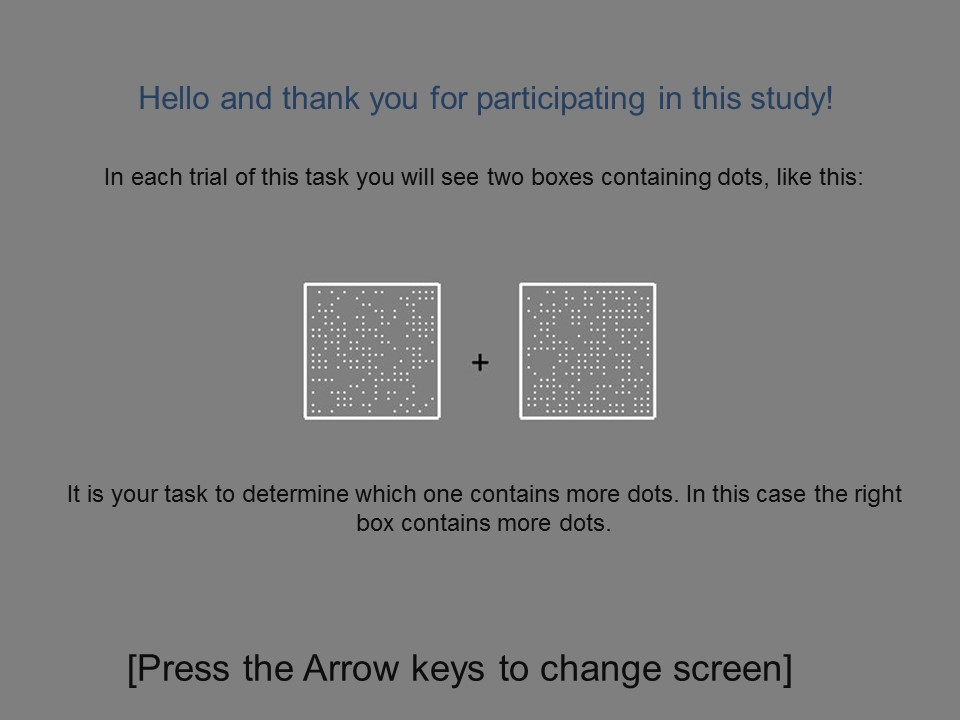 Hello and thank you for participating in this study!
In each trial of this task you will see two boxes containing dots, like this:
+
It is your task to determine which one contains more dots. In this case the right
box contains more dots.
[Press the Arrow keys to change screen]